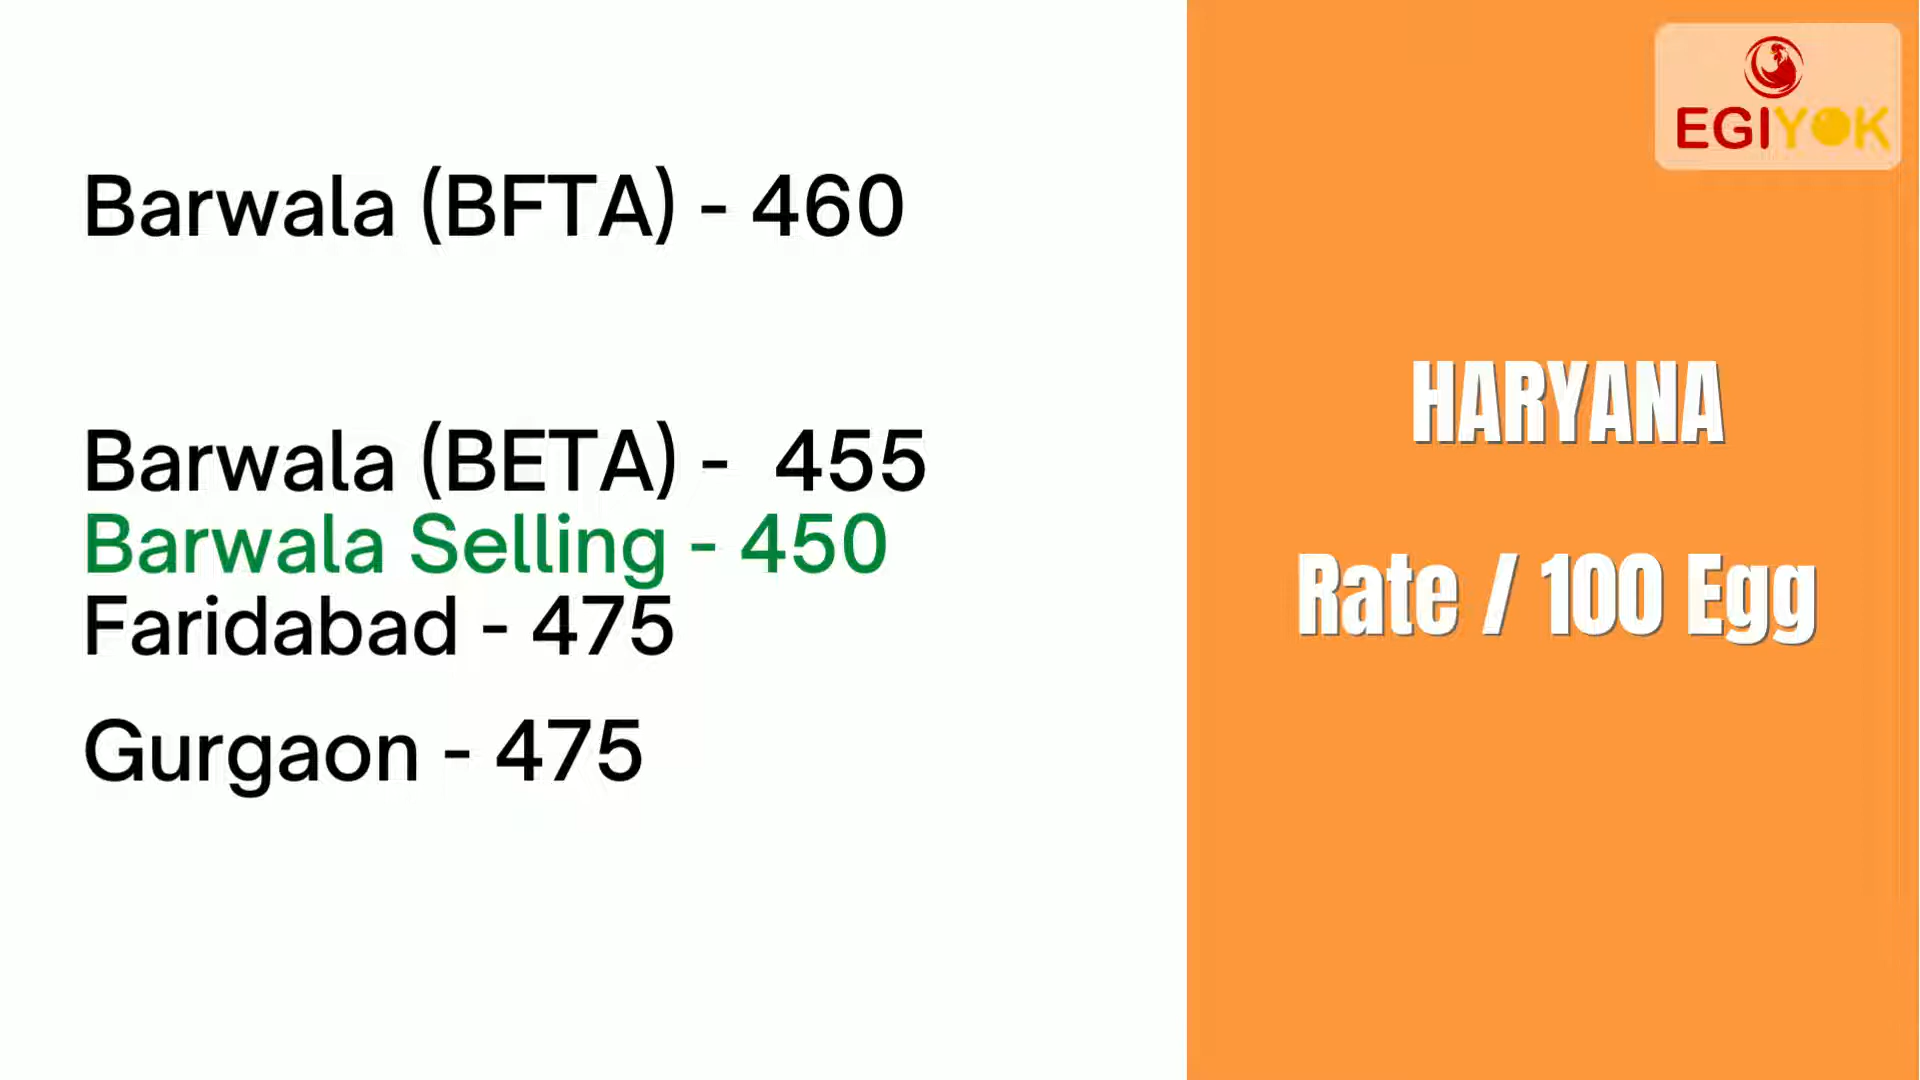 Barwala (BFTA) - 460
Barwala (BETA) - 455
Barwala Selling - 450
Faridabad - 475
Gurgaon - 475
EGIYOK
HARYANA
Rate / 100 Egg